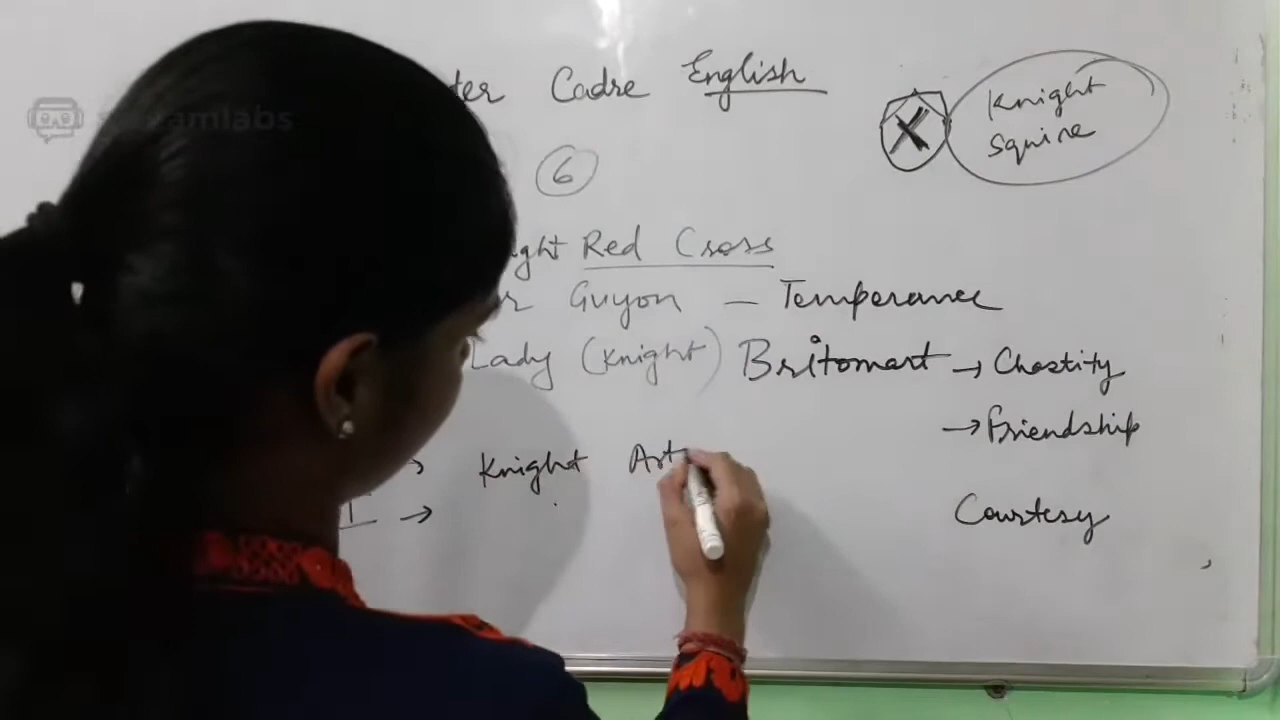 streamlabs
ter Cadre English
Knight
Squire
6
ght Red Cross
r Guyon — Temperance
Lady (Knight) Britomart → Chastity
→ Friendship
→ Knight Art
I →
Courtesy